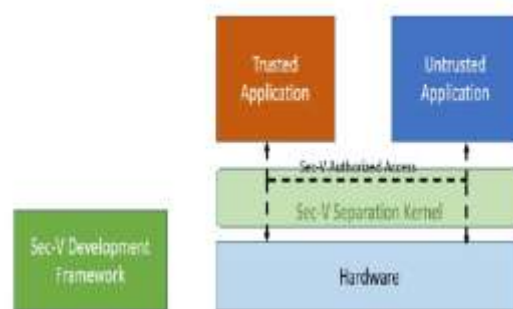 Trusted
Application
Untrusted
Application
Sec-V Authorized Access
Sec-V Separation Kernel
Sec-V Development
Framework
Hardware